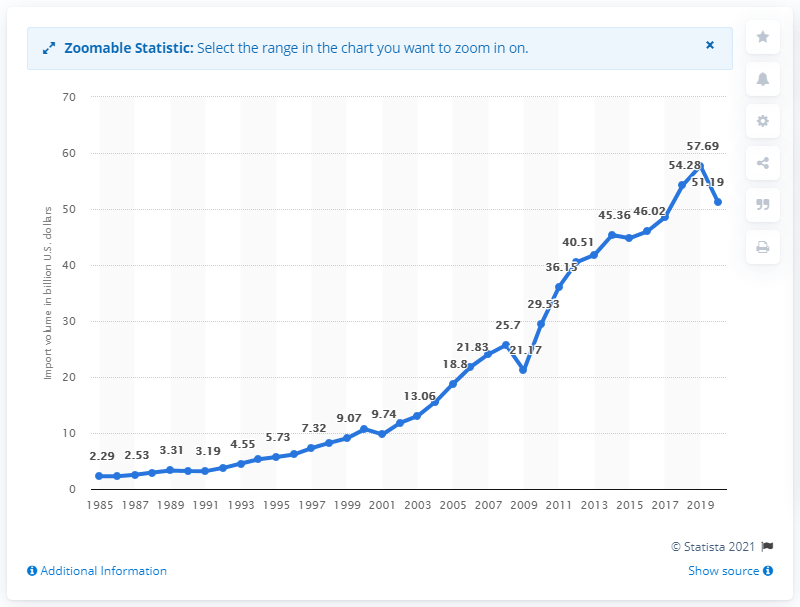 Zoomable Statistic: Select the range in the chart you want to zoom in on.
×
Import volume in billion U.S. dollars
70
60
50
40
30
20
10
0
2.29 2.53 3.31 3.19 4.55 5.73 7.32 9.07 9.74 13.06 18.8 21.83 25.7 21.17 29.53 36.15 40.51 45.36 46.02 54.28 57.69 51.19
1985 1987 1989 1991 1993 1995 1997 1999 2001 2003 2005 2007 2009 2011 2013 2015 2017 2019
© Statista 2021
Additional Information
Show source